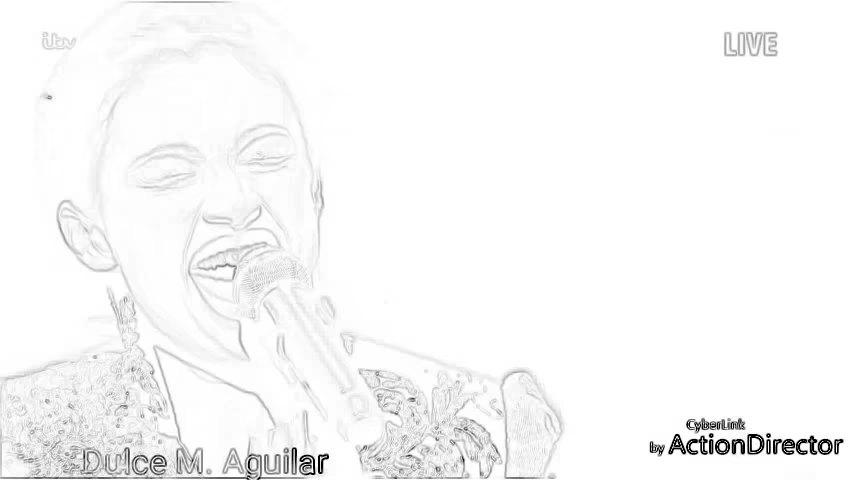 itv
LIVE
CyberLink
by ActionDirector
Dulce M. Aguilar